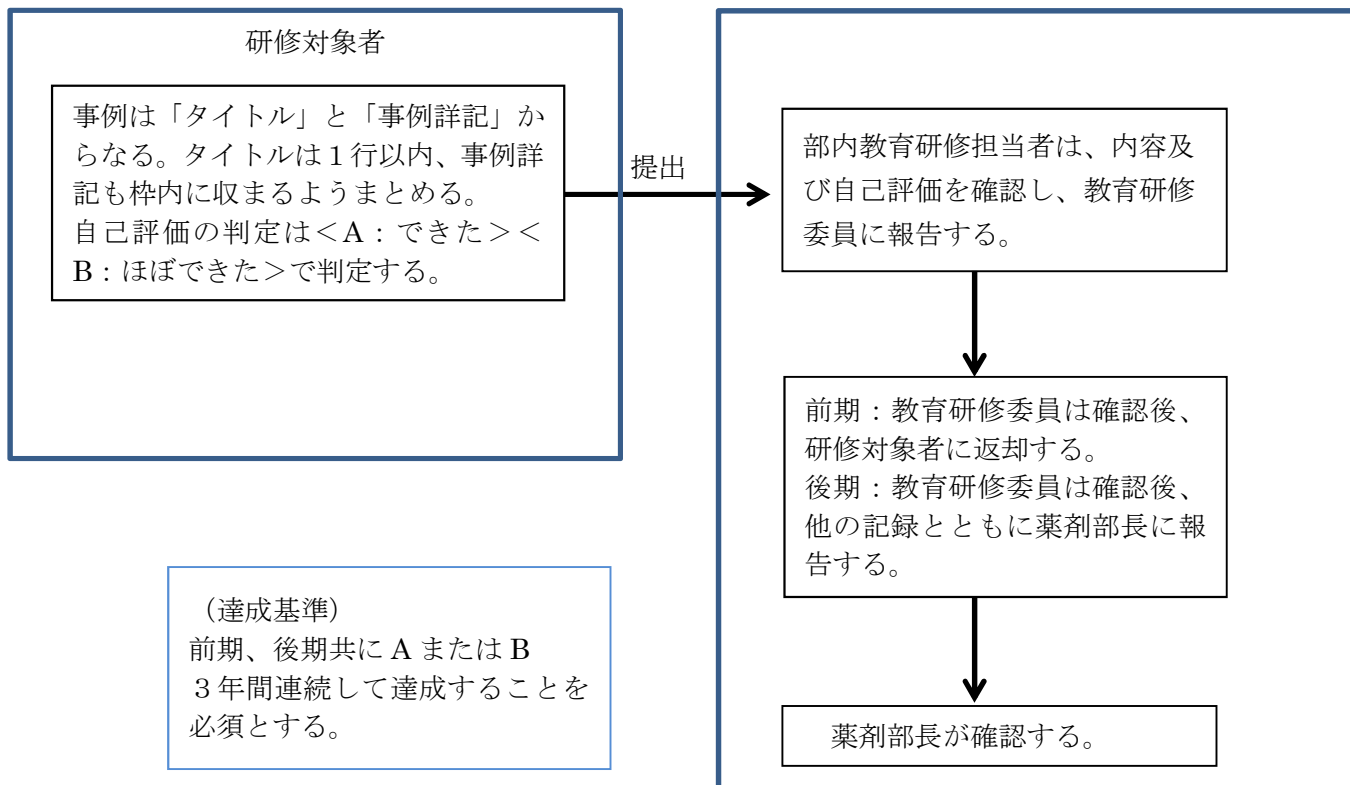 研修対象者
事例は「タイトル」と「事例詳記」か
らなる。タイトルは１行以内、事例詳
記も枠内に収まるようまとめる。
自己評価の判定は＜A：できた＞＜
B：ほぼできた＞で判定する。
提出
部内教育研修担当者は、内容及
び自己評価を確認し、教育研修
委員に報告する。
前期：教育研修委員は確認後、
研修対象者に返却する。
後期：教育研修委員は確認後、
他の記録とともに薬剤部長に報
告する。
薬剤部長が確認する。
（達成基準）
前期、後期共に A または B
３年間連続して達成することを
必須とする。